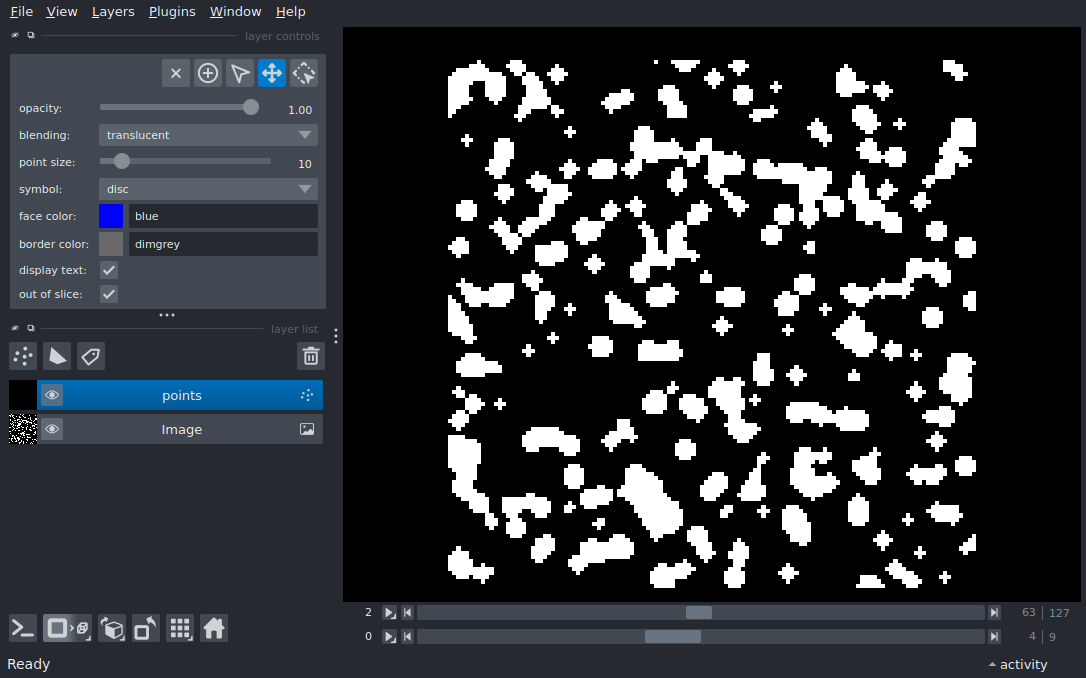 File View Layers Plugins Window Help
layer controls
opacity: 1.00
blending: translucent
point size: 10
symbol: disc
face color: blue
border color: dimgrey
display text:
out of slice:
layer list
points
Image
2 63 127
0 4 9
Ready activity